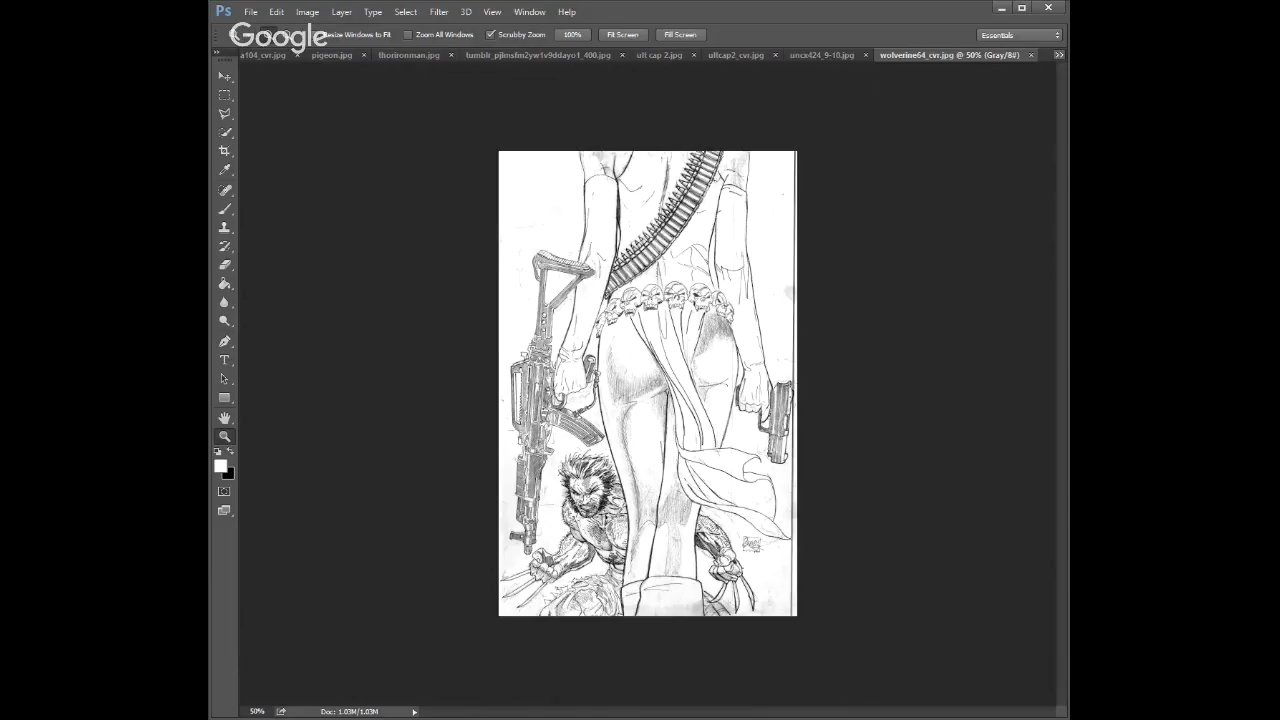 Ps File Edit Image Layer Type Select Filter 3D View Window Help
Google
Resize Windows to Fit Zoom All Windows Scrubby Zoom 100% Fit Screen Fill Screen Essentials
a104_cvr.jpg pigeon.jpg thorironman.jpg ult cap 2.jpg ultcap2_cvr.jpg uncx424_9-10.jpg wolverine64_cvr.jpg @ 50% (Gray/8#)
50% Doc: 1.03M/1.03M